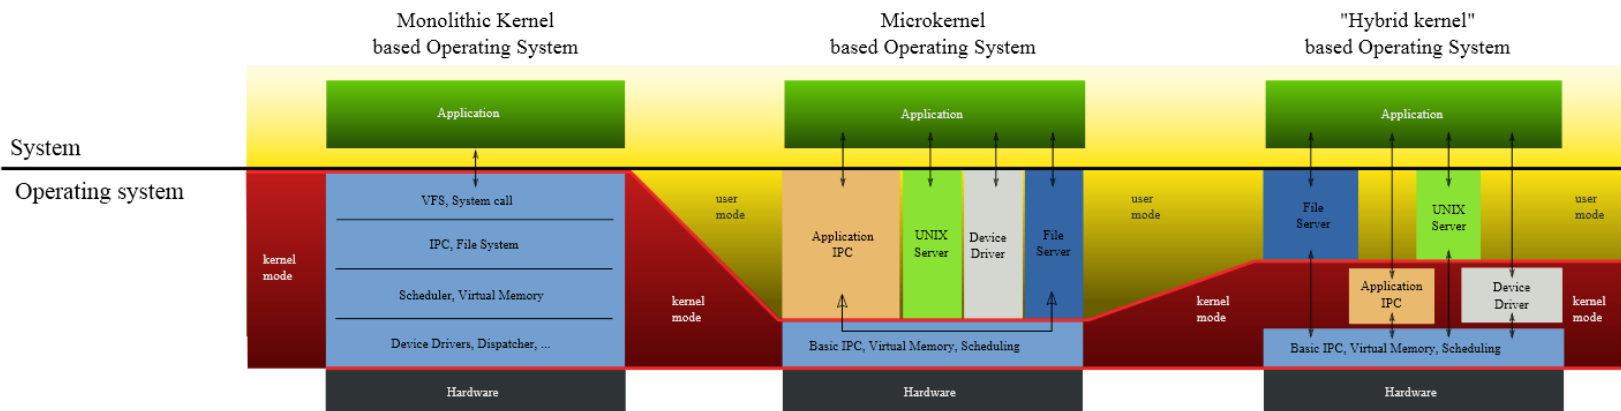 Monolithic Kernel
based Operating System
Microkernel
based Operating System
"Hybrid kernel"
based Operating System
Application
Application
Application
System
Operating system
kernel
mode
VFS, System call
IPC, File System
Scheduler, Virtual Memory
Device Drivers, Dispatcher, ...
Hardware
user
mode
kernel
mode
Application
IPC
UNIX
Server
Device
Driver
File
Server
Basic IPC, Virtual Memory, Scheduling
Hardware
user
mode
kernel
mode
File
Server
UNIX
Server
user
mode
Application
IPC
Device
Driver
kernel
mode
Basic IPC, Virtual Memory, Scheduling
Hardware